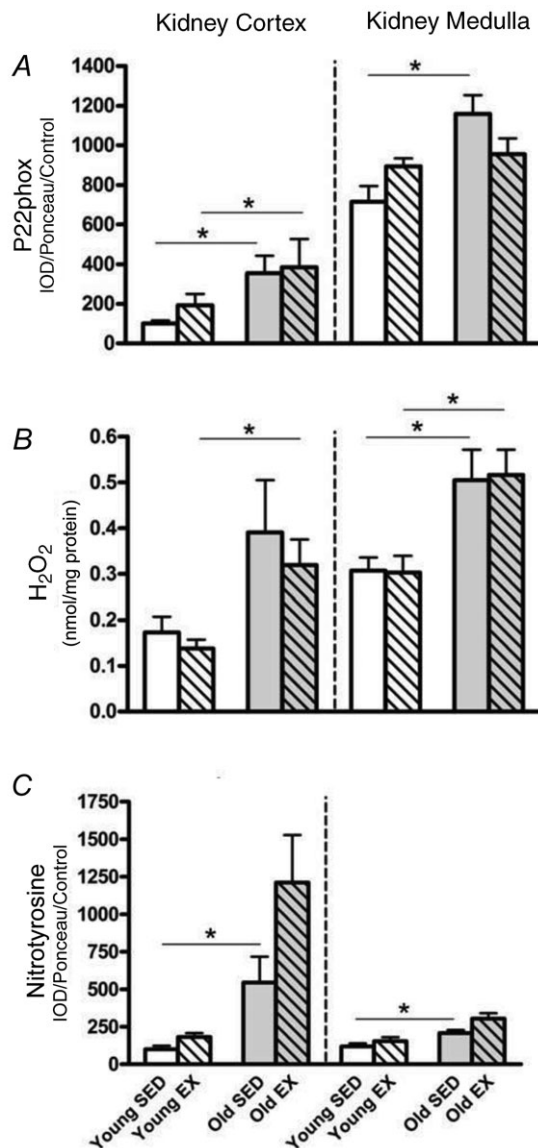 Kidney Cortex Kidney Medulla
A
P22phox
IOD/Ponceau/Control
1400
1200
1000
800
600
400
200
0
*
*
*
B
H₂O₂
(nmol/mg protein)
0.6
0.5
0.4
0.3
0.2
0.1
0.0
*
*
*
C
Nitrotyrosine
IOD/Ponceau/Control
1750
1500
1250
1000
750
500
250
0
*
*
Young SED
Young EX
Old SED
Old EX
Young SED
Young EX
Old SED
Old EX